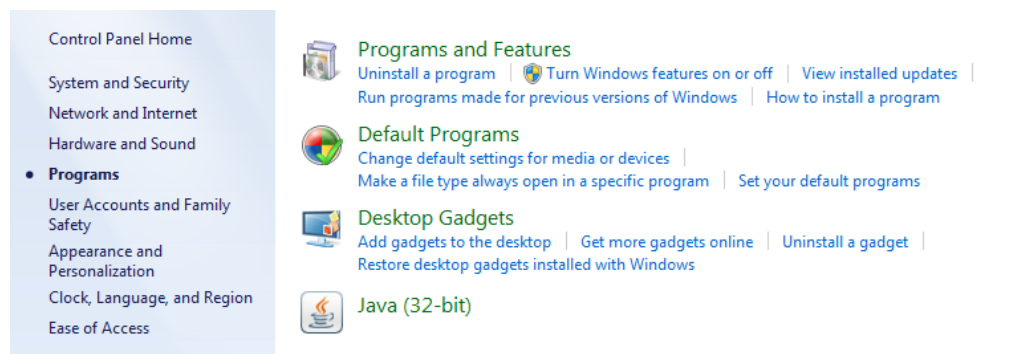 Control Panel Home
System and Security
Network and Internet
Hardware and Sound
Programs
User Accounts and Family
Safety
Appearance and
Personalization
Clock, Language, and Region
Ease of Access
Programs and Features
Uninstall a program Turn Windows features on or off View installed updates
Run programs made for previous versions of Windows How to install a program
Default Programs
Change default settings for media or devices
Make a file type always open in a specific program Set your default programs
Desktop Gadgets
Add gadgets to the desktop Get more gadgets online Uninstall a gadget
Restore desktop gadgets installed with Windows
Java (32-bit)